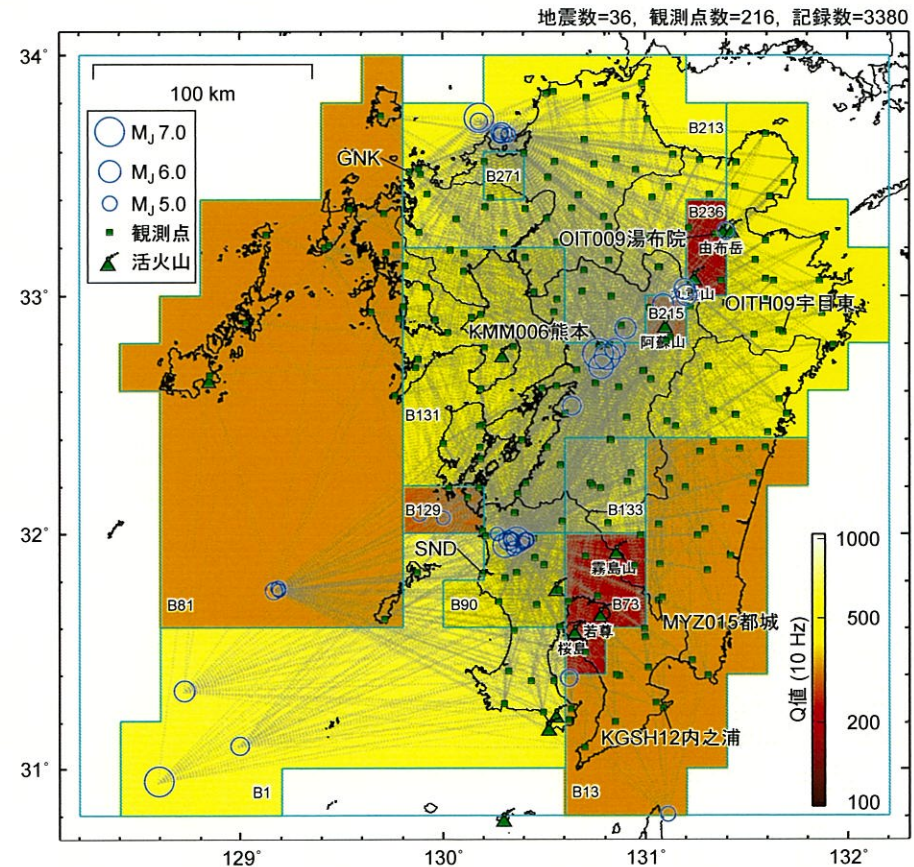 地震数=36, 観測点数=216, 記録数=3380
34°
33°
32°
31°
129°
130°
131°
132°
100 km
MJ 7.0
MJ 6.0
MJ 5.0
観測点
活火山
GNK
B213
B271
B236
OIT009湯布院
由布岳
OITH09宇目東
B215
阿蘇山
KMM006熊本
B131
B129
B133
SND
霧島山
B81
B90
B73
MYZ015都城
若尊
桜島
KGSH12内之浦
B1
B13
1000
500
200
100
Q値 (10 Hz)